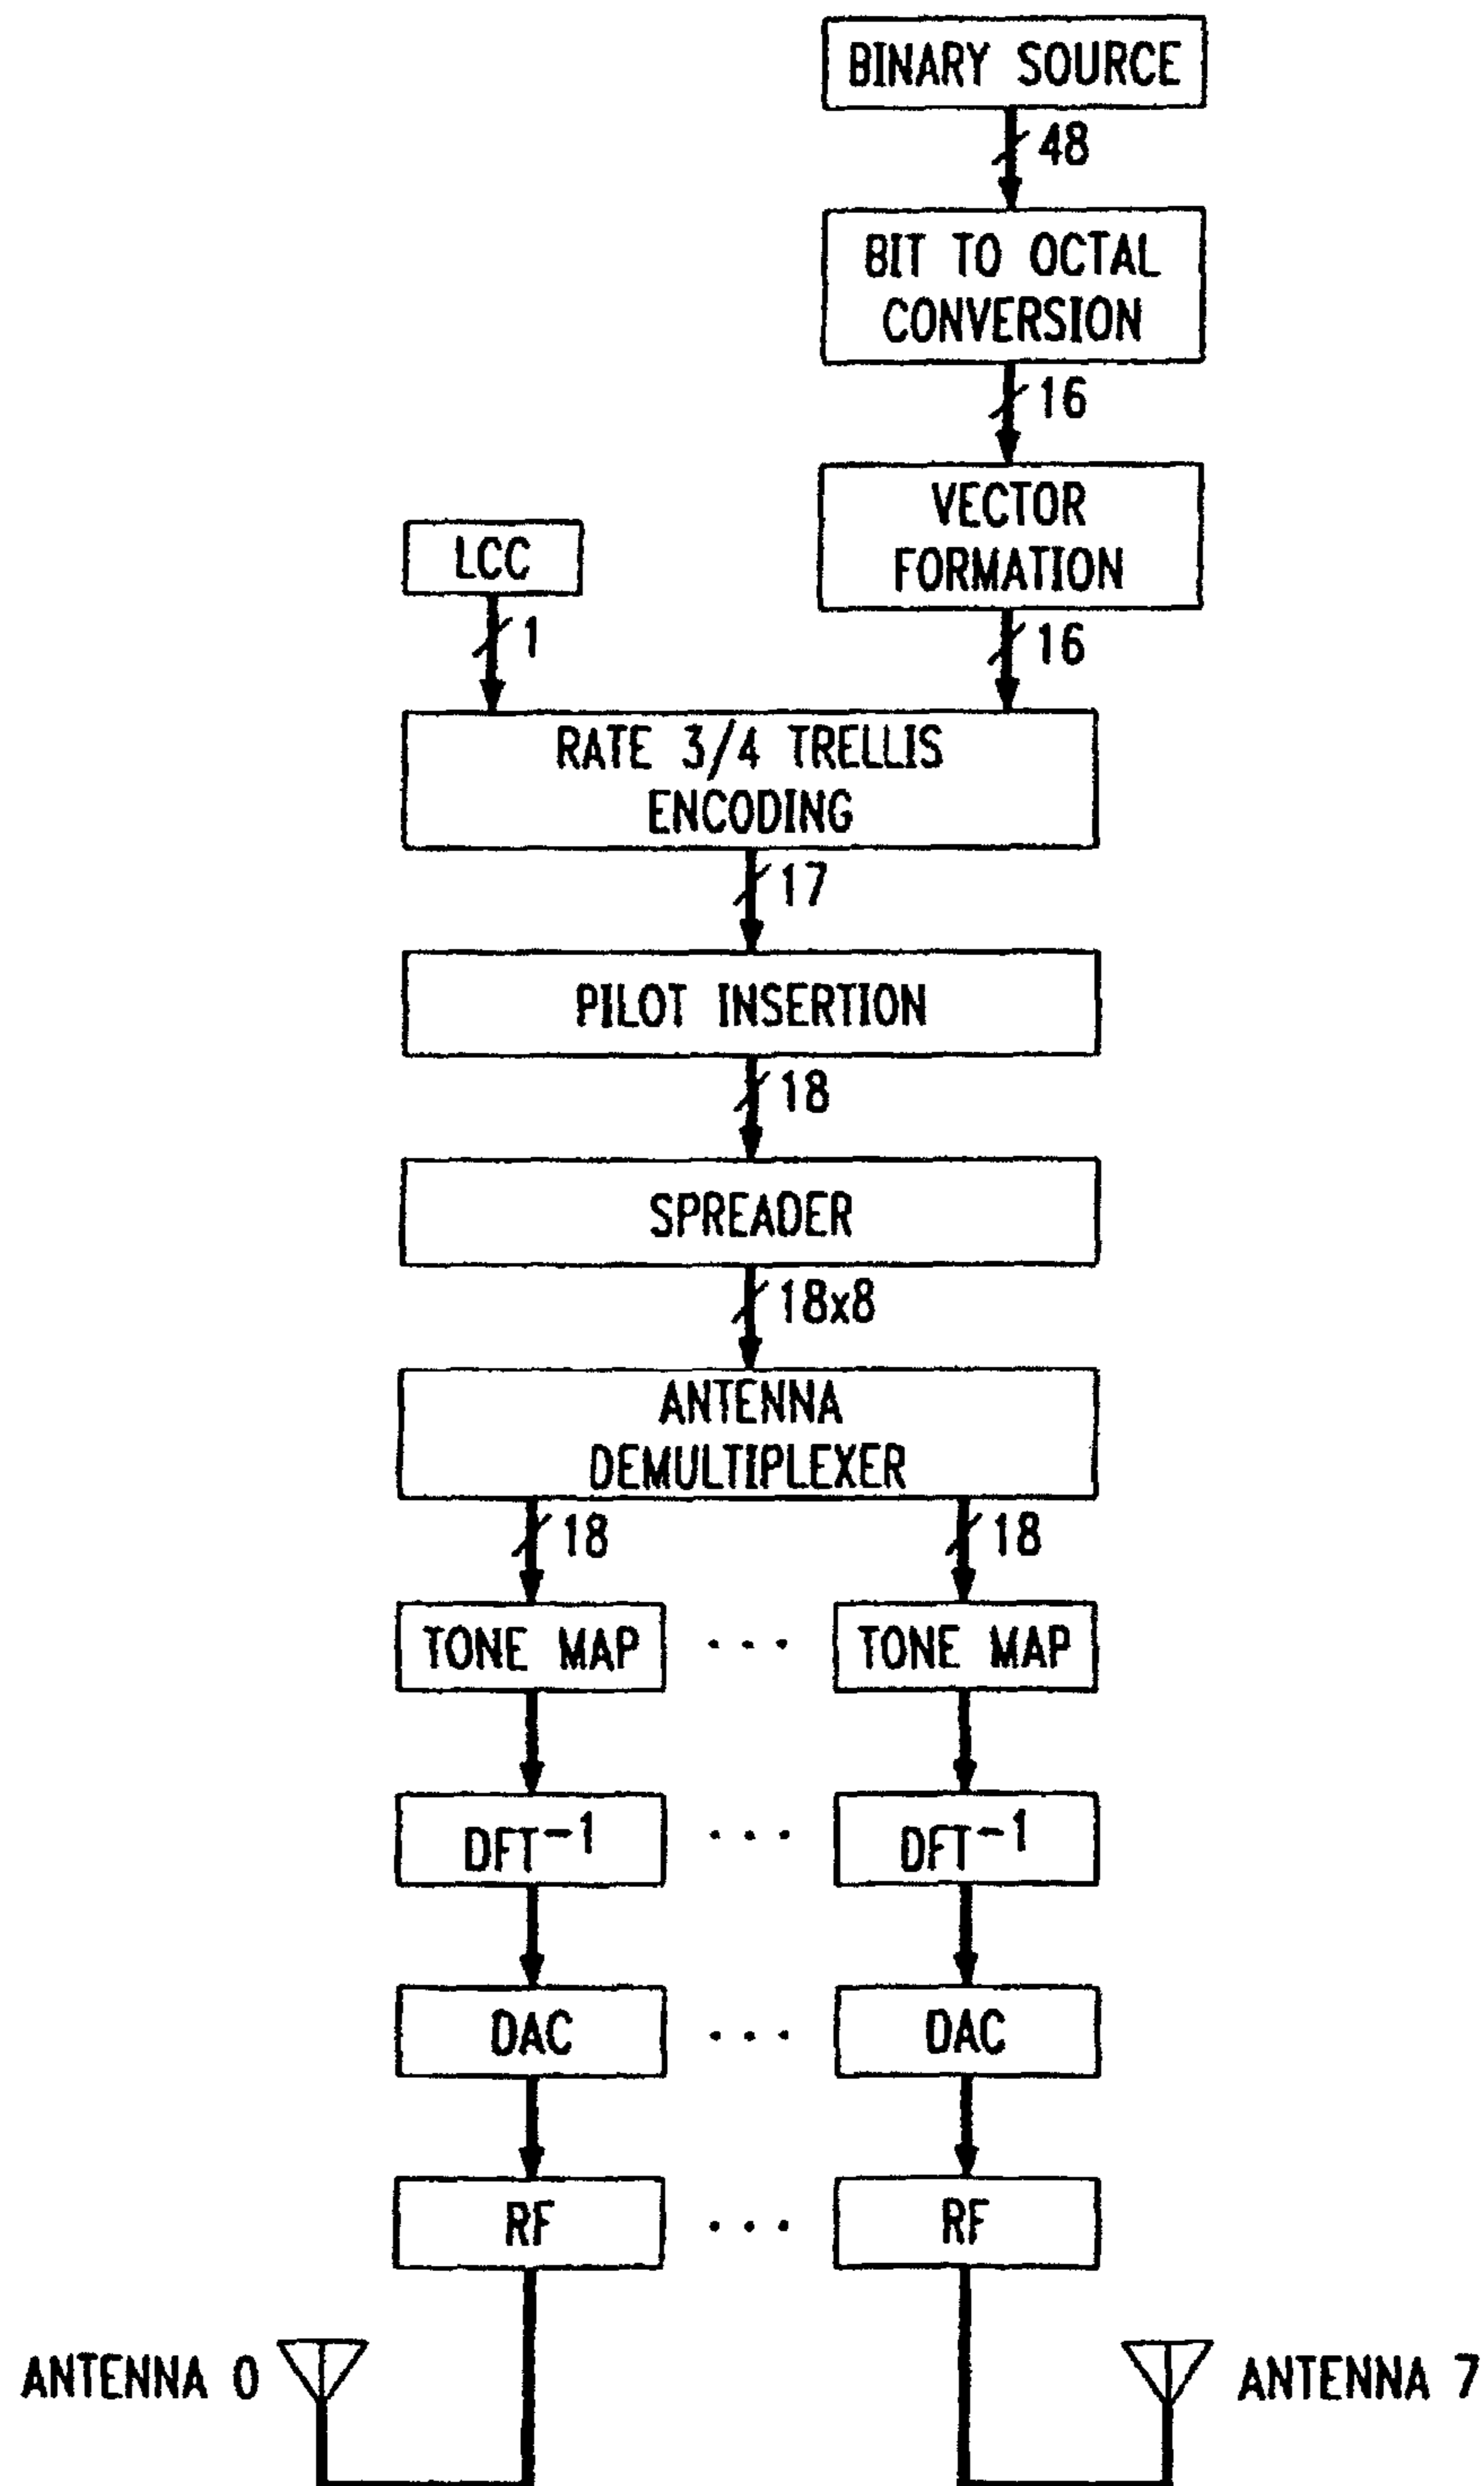 BINARY SOURCE
48
BIT TO OCTAL
CONVERSION
16
VECTOR
FORMATION
LCC
1
16
RATE 3/4 TRELLIS
ENCODING
17
PILOT INSERTION
18
SPREADER
18x8
ANTENNA
DEMULTIPLEXER
18 18
TONE MAP ... TONE MAP
DFT-1 ... DFT-1
DAC ... DAC
RF ... RF
ANTENNA 0 ANTENNA 7